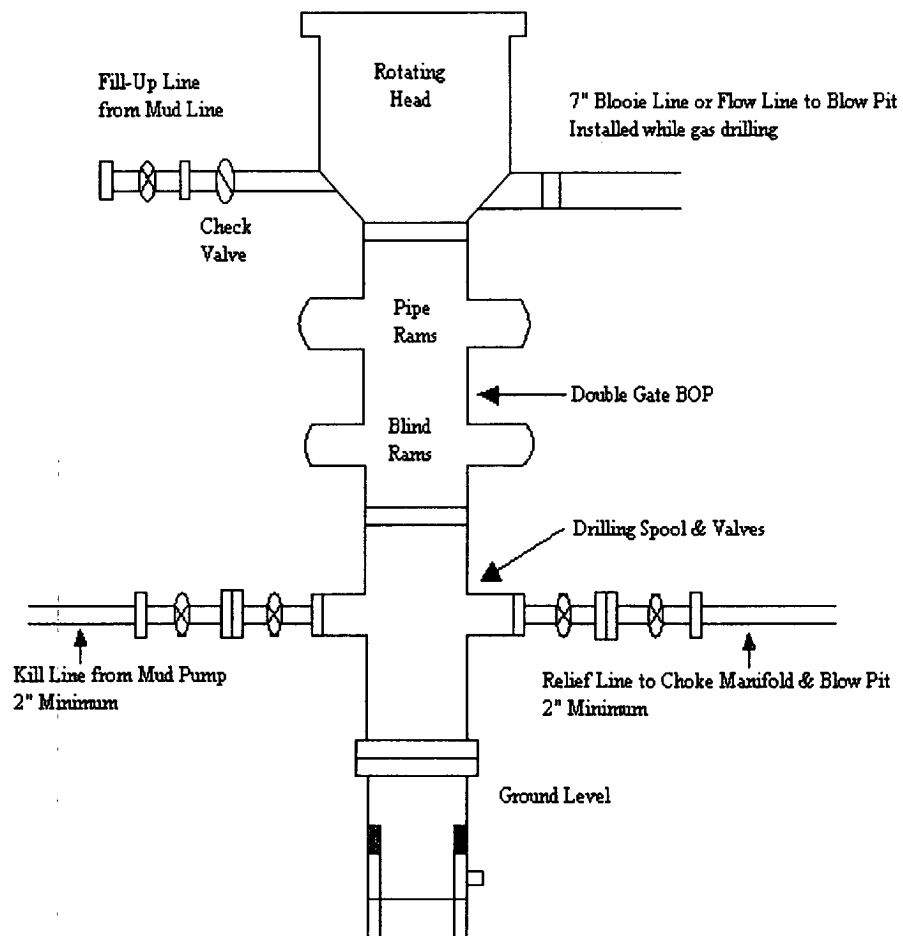 Rotating
Head
Fill-Up Line
from Mud Line
7" Blooie Line or Flow Line to Blow Pit
Installed while gas drilling
Check
Valve
Pipe
Rams
Double Gate BOP
Blind
Rams
Drilling Spool & Valves
Kill Line from Mud Pump
2" Minimum
Relief Line to Choke Manifold & Blow Pit
2" Minimum
Ground Level